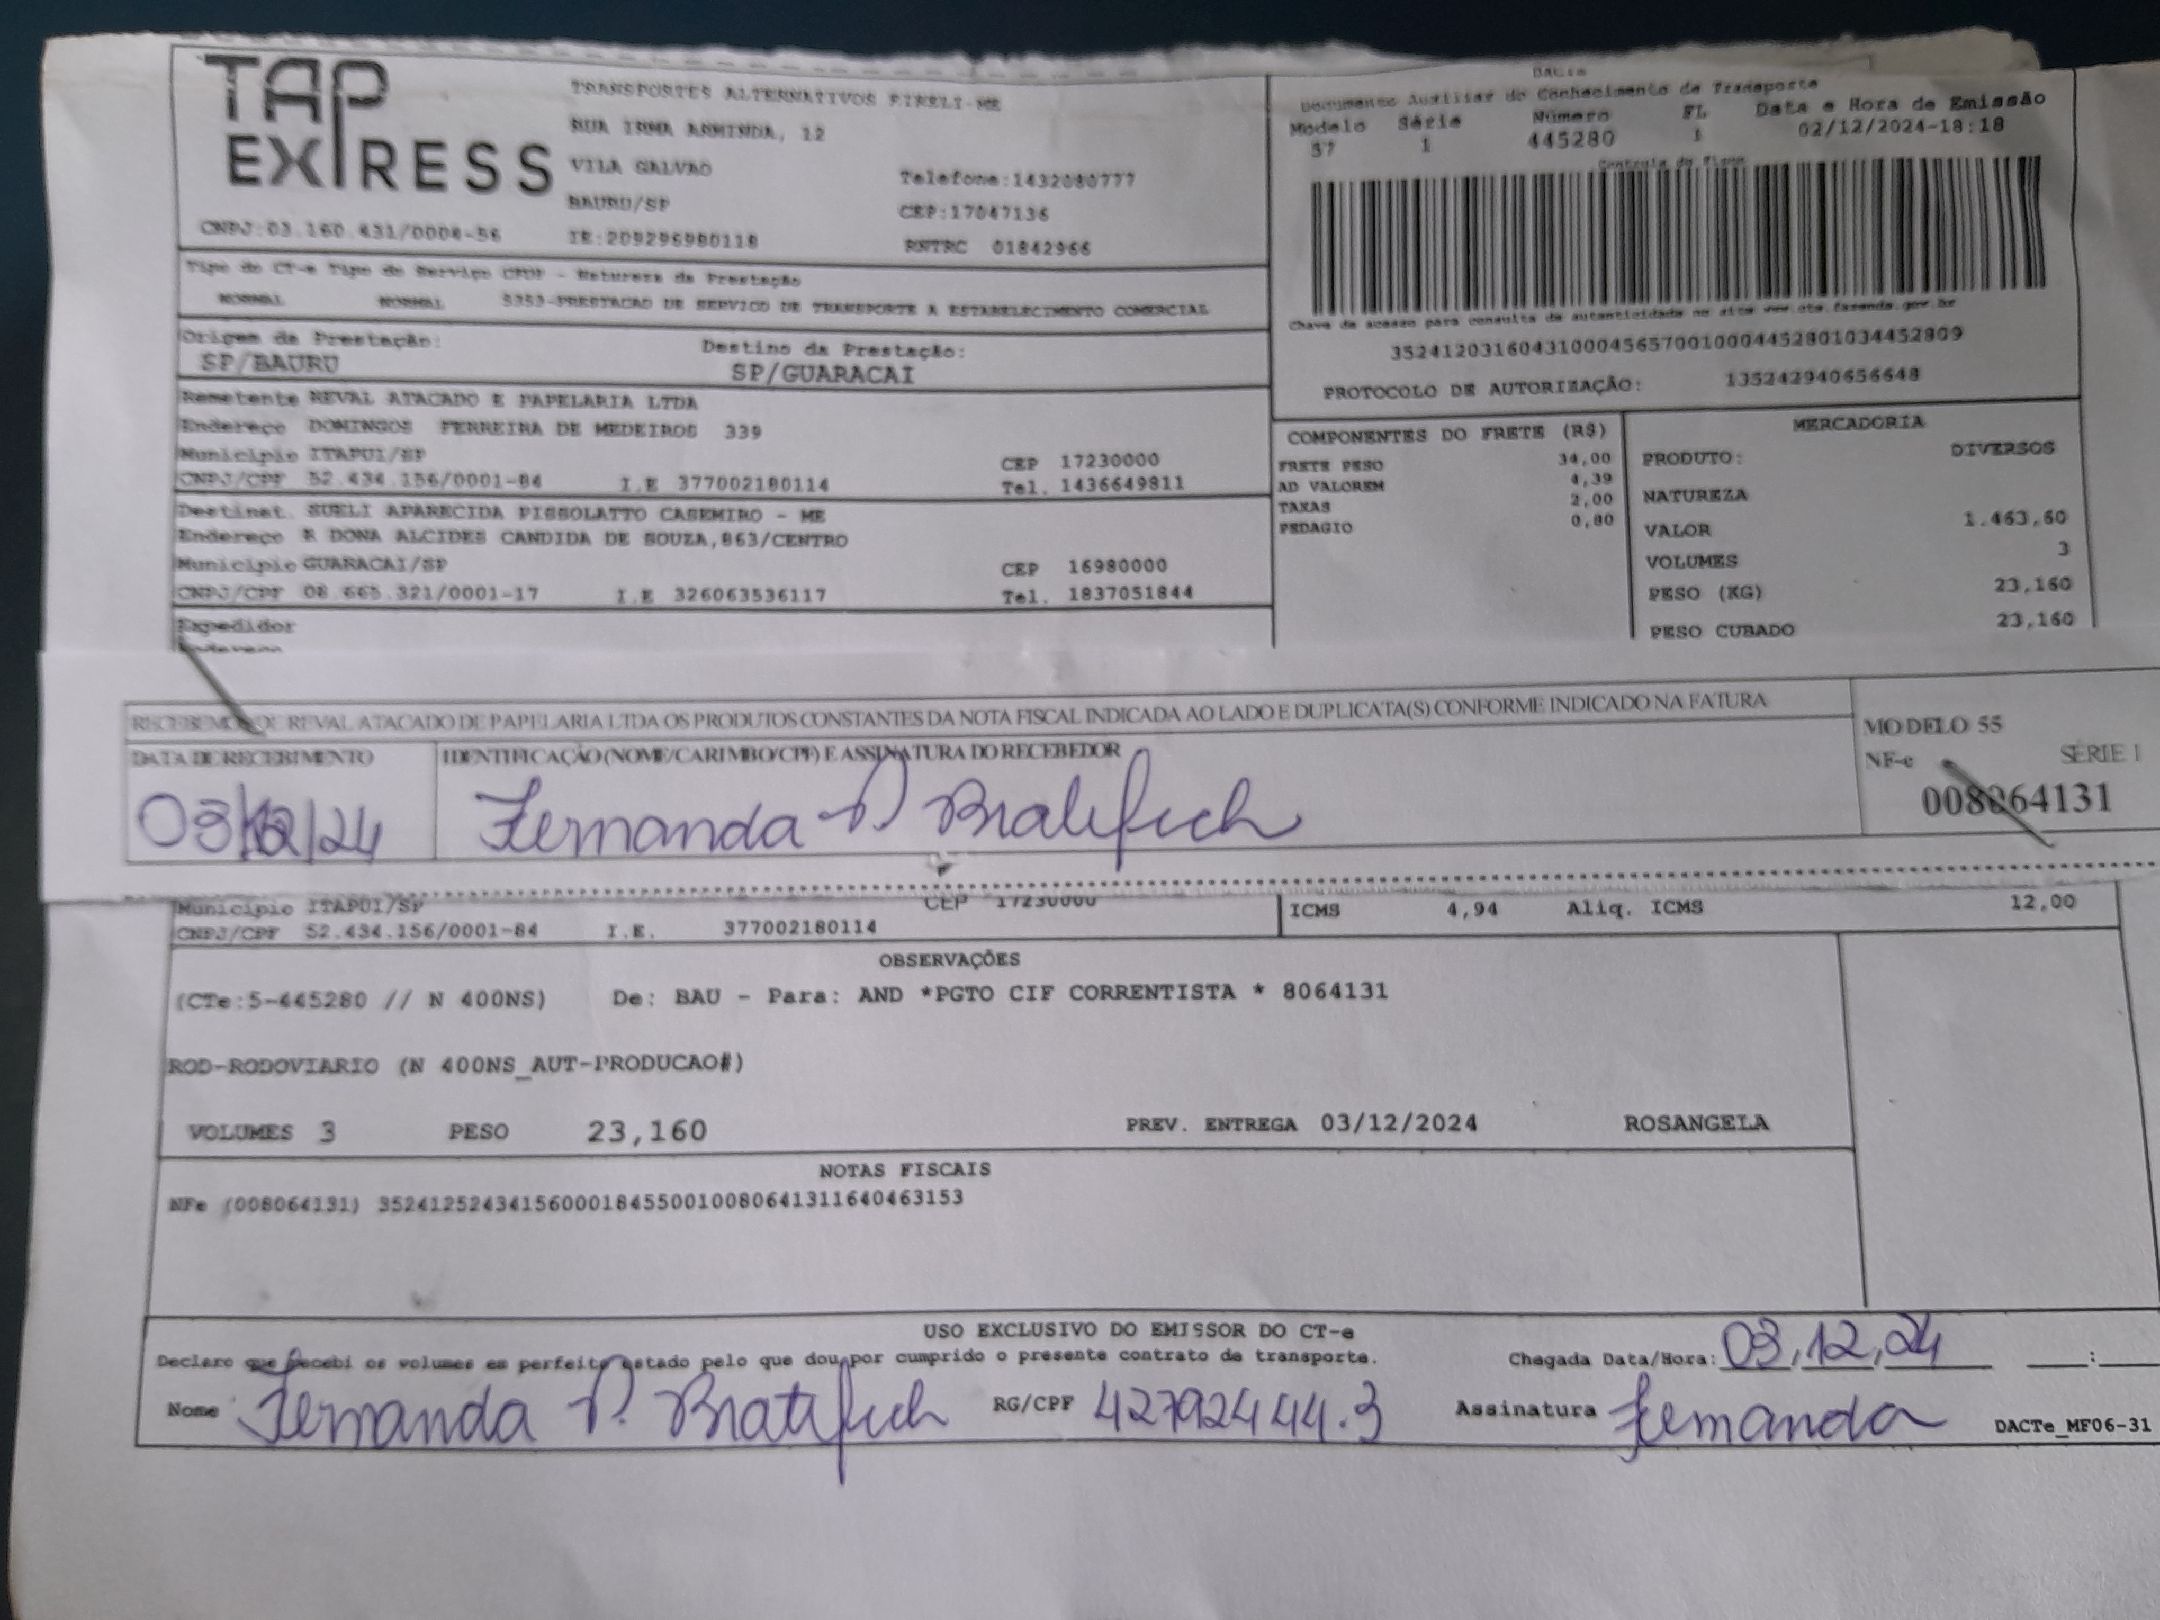 TAP EXPRESS
TRANSPORTES ALTERNATIVOS EIRELI-ME
RUA IRMA ARMINDA, 12
VILA GALVAO
Telefone:1432080777
BAURU/SP
CEP:17047136
CNPJ:03.160.431/0004-56 IE:209296980118 RNTRC 01842966
DACTe
Documento Auxiliar do Conhecimento de Transporte
Modelo Série Número FL Data e Hora de Emissão
57 1 445280 1 02/12/2024-18:18
Controle do Fisco
Chave de acesso para consulta de autenticidade no site www.cte.fazenda.gov.br
35241203160431000456570010004452801034452809
PROTOCOLO DE AUTORIZAÇÃO: 135242940656648
Tipo do CT-e Tipo do Serviço CFOP - Natureza da Prestação
NORMAL NORMAL 5353-PRESTACAO DE SERVICO DE TRANSPORTE A ESTABELECIMENTO COMERCIAL
Origem da Prestação: Destino da Prestação:
SP/BAURU SP/GUARACAI
Remetente REVAL ATACADO E PAPELARIA LTDA
Endereço DOMINGOS FERREIRA DE MEDEIROS 339
Município ITAPUI/SP CEP 17230000
CNPJ/CPF 52.434.156/0001-84 I.E 377002180114 Tel. 1436649811
Destinat. SUELI APARECIDA PISSOLATTO CASEMIRO - ME
Endereço R DONA ALCIDES CANDIDA DE SOUZA,863/CENTRO
Município GUARACAI/SP CEP 16980000
CNPJ/CPF 08.665.321/0001-17 I.E 326063536117 Tel. 1837051844
Expedidor
Endereço
COMPONENTES DO FRETE (R$)
FRETE PESO 34,00
AD VALOREM 4,39
TAXAS 2,00
PEDAGIO 0,80
MERCADORIA
PRODUTO: DIVERSOS
NATUREZA
VALOR 1.463,60
VOLUMES 3
PESO (KG) 23,160
PESO CUBADO 23,160
RECEBEMOS DE REVAL ATACADO DE PAPELARIA LTDA OS PRODUTOS CONSTANTES DA NOTA FISCAL INDICADA AO LADO E DUPLICATA(S) CONFORME INDICADO NA FATURA
MODELO 55
DATA DE RECEBIMENTO IDENTIFICAÇÃO (NOME/CARIMBO/CPF) E ASSINATURA DO RECEBEDOR
NF-e SÉRIE 1
008064131
03/12/24 Fernanda P. Bratifich
Município ITAPUI/SP CEP 17230000
ICMS 4,94 Aliq. ICMS 12,00
CNPJ/CPF 52.434.156/0001-84 I.E. 377002180114
OBSERVAÇÕES
(CTe:5-445280 // N 400NS) De: BAU - Para: AND *PGTO CIF CORRENTISTA * 8064131
ROD-RODOVIARIO (N 400NS_AUT-PRODUCAO#)
VOLUMES 3 PESO 23,160 PREV. ENTREGA 03/12/2024 ROSANGELA
NOTAS FISCAIS
NFe (008064131) 35241252434156000184550010080641311640463153
USO EXCLUSIVO DO EMISSOR DO CT-e
Declaro que recebi os volumes em perfeito estado pelo que dou por cumprido o presente contrato de transporte. Chegada Data/Hora: 03,12,24 __:__
Nome Fernanda P. Bratifich RG/CPF 42792444.3 Assinatura Fernanda DACTe_MF06-31